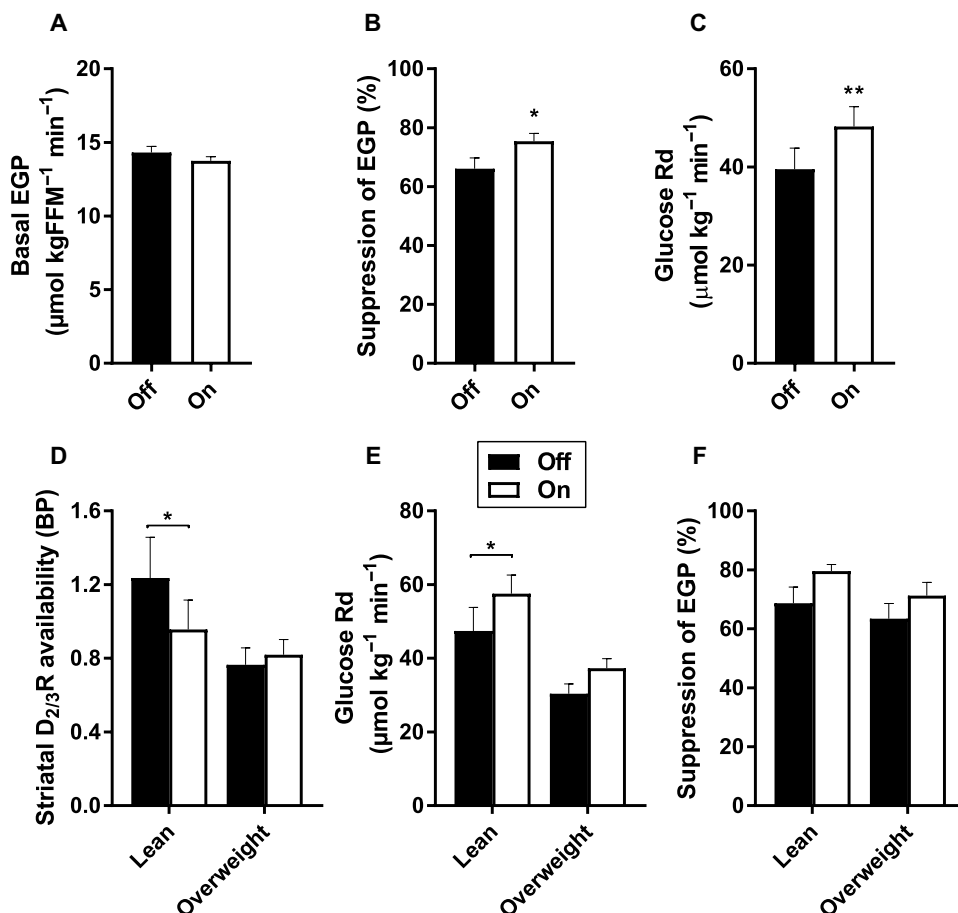 A
Basal EGP
(µmol kgFFM⁻¹ min⁻¹)
20
15
10
5
0
Off
On
B
Suppression of EGP (%)
100
80
60
40
20
0
*
Off
On
C
Glucose Rd
(µmol kg⁻¹ min⁻¹)
60
40
20
0
**
Off
On
D
Striatal D₂/₃R availability (BP)
1.6
1.2
0.8
0.4
0.0
*
Lean
Overweight
E
Off
On
Glucose Rd
(µmol kg⁻¹ min⁻¹)
80
60
40
20
0
*
Lean
Overweight
F
Suppression of EGP (%)
100
80
60
40
20
0
Lean
Overweight